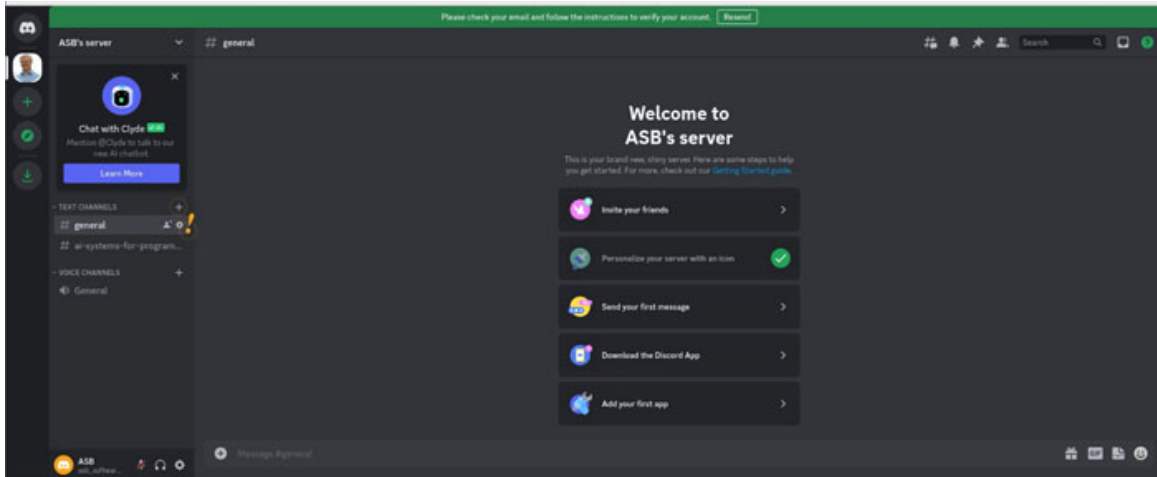 Please check your email and follow the instructions to verify your account. Resend
ASB's server
general
Search
Chat with Clyde
Mention @Clyde to talk to our
new AI chatbot.
Learn More
TEXT CHANNELS
general
ai-systems-for-program...
VOICE CHANNELS
General
Welcome to
ASB's server
This is your brand new, shiny server. Here are some steps to help
you get started. For more, check out our Getting Started guide.
Invite your friends
Personalize your server with an icon
Send your first message
Download the Discord App
Add your first app
ASB
Message #general
GIF